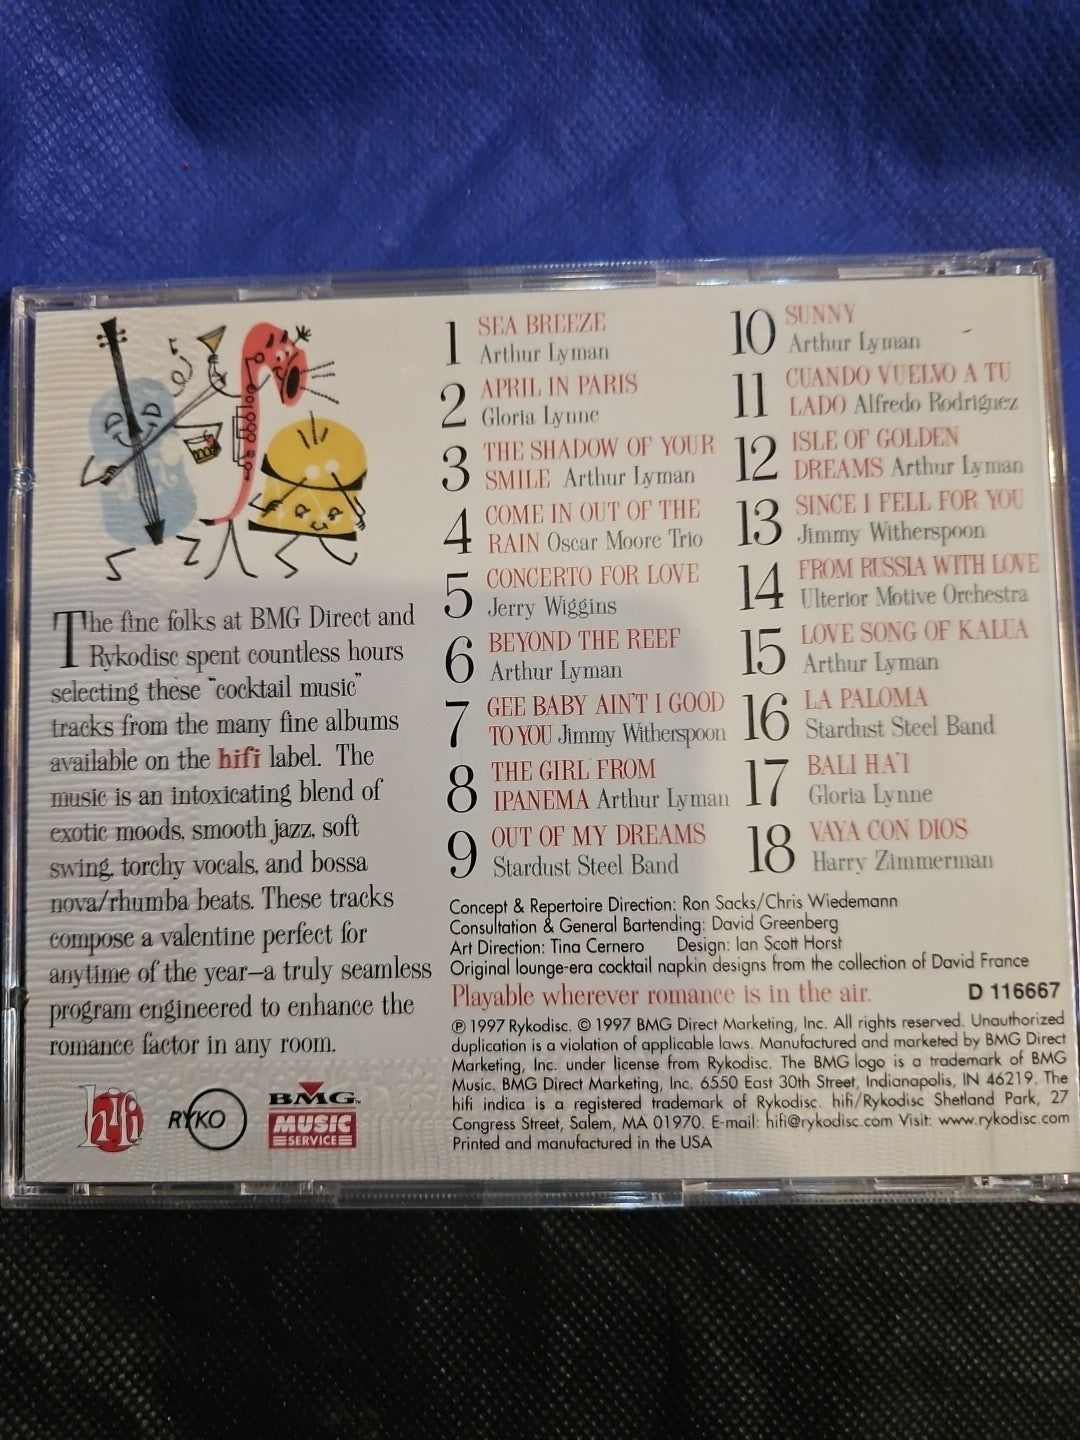 The fine folks at BMG Direct and
Rykodisc spent countless hours
selecting these "cocktail music"
tracks from the many fine albums
available on the hifi label. The
music is an intoxicating blend of
exotic moods, smooth jazz, soft
swing, torchy vocals, and bossa
nova/rhumba beats. These tracks
compose a valentine perfect for
anytime of the year—a truly seamless
program engineered to enhance the
romance factor in any room.
hifi
RYKO
BMG
MUSIC
SERVICE
1 SEA BREEZE
Arthur Lyman
2 APRIL IN PARIS
Gloria Lynne
3 THE SHADOW OF YOUR
SMILE Arthur Lyman
4 COME IN OUT OF THE
RAIN Oscar Moore Trio
5 CONCERTO FOR LOVE
Jerry Wiggins
6 BEYOND THE REEF
Arthur Lyman
7 GEE BABY AIN'T I GOOD
TO YOU Jimmy Witherspoon
8 THE GIRL FROM
IPANEMA Arthur Lyman
9 OUT OF MY DREAMS
Stardust Steel Band
10 SUNNY
Arthur Lyman
11 CUANDO VUELVO A TU
LADO Alfredo Rodriguez
12 ISLE OF GOLDEN
DREAMS Arthur Lyman
13 SINCE I FELL FOR YOU
Jimmy Witherspoon
14 FROM RUSSIA WITH LOVE
Ulterior Motive Orchestra
15 LOVE SONG OF KALUA
Arthur Lyman
16 LA PALOMA
Stardust Steel Band
17 BALI HA'I
Gloria Lynne
18 VAYA CON DIOS
Harry Zimmerman
Concept & Repertoire Direction: Ron Sacks/Chris Wiedemann
Consultation & General Bartending: David Greenberg
Art Direction: Tina Cernero Design: Ian Scott Horst
Original lounge-era cocktail napkin designs from the collection of David France
Playable wherever romance is in the air. D 116667
℗ 1997 Rykodisc. © 1997 BMG Direct Marketing, Inc. All rights reserved. Unauthorized
duplication is a violation of applicable laws. Manufactured and marketed by BMG Direct
Marketing, Inc. under license from Rykodisc. The BMG logo is a trademark of BMG
Music. BMG Direct Marketing, Inc. 6550 East 30th Street, Indianapolis, IN 46219. The
hifi indica is a registered trademark of Rykodisc. hifi/Rykodisc Shetland Park, 27
Congress Street, Salem, MA 01970. E-mail: hifi@rykodisc.com Visit: www.rykodisc.com
Printed and manufactured in the USA